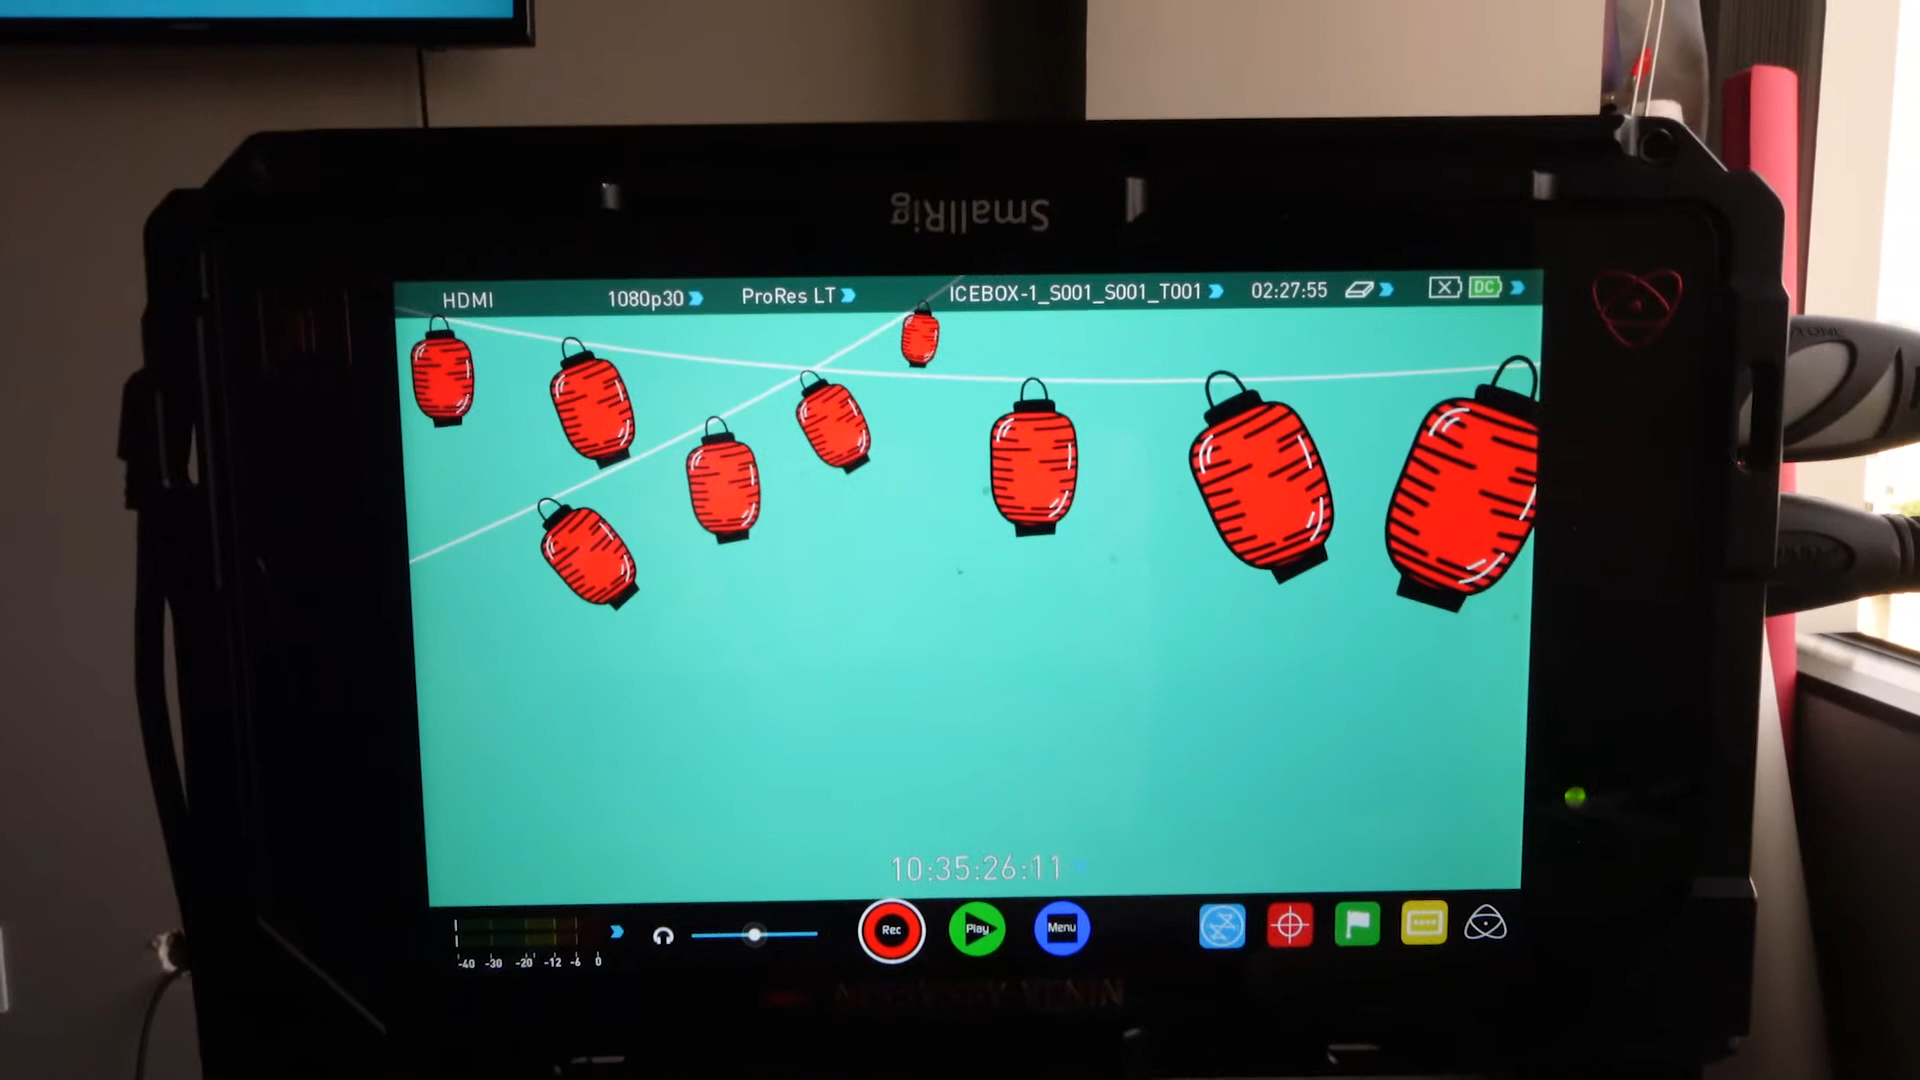 SmallRig
HDMI 1080p30 ProRes LT ICEBOX-1_S001_S001_T001 02:27:55 DC
10:35:26:11
Rec Play Menu
-40 -30 -20 -12 -6 0